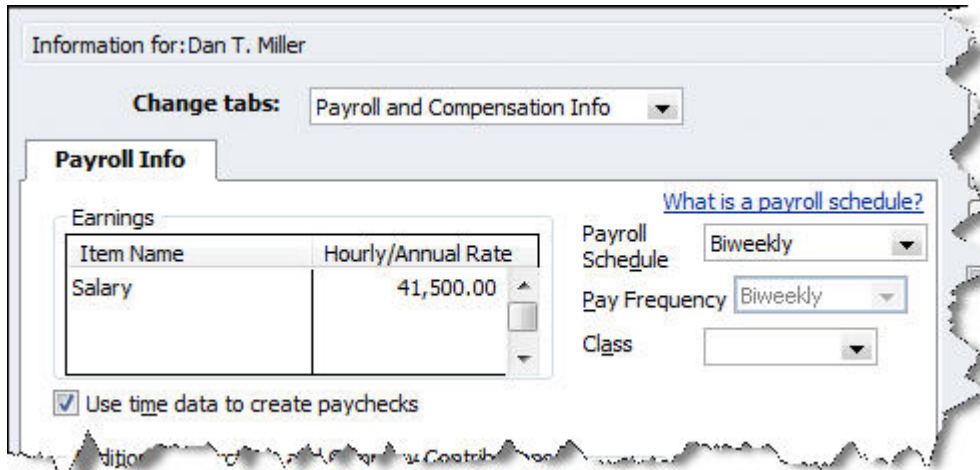 Information for:Dan T. Miller
Change tabs: Payroll and Compensation Info
Payroll Info
What is a payroll schedule?
Earnings
Item Name Hourly/Annual Rate
Salary 41,500.00
Payroll Schedule Biweekly
Pay Frequency Biweekly
Class
Use time data to create paychecks